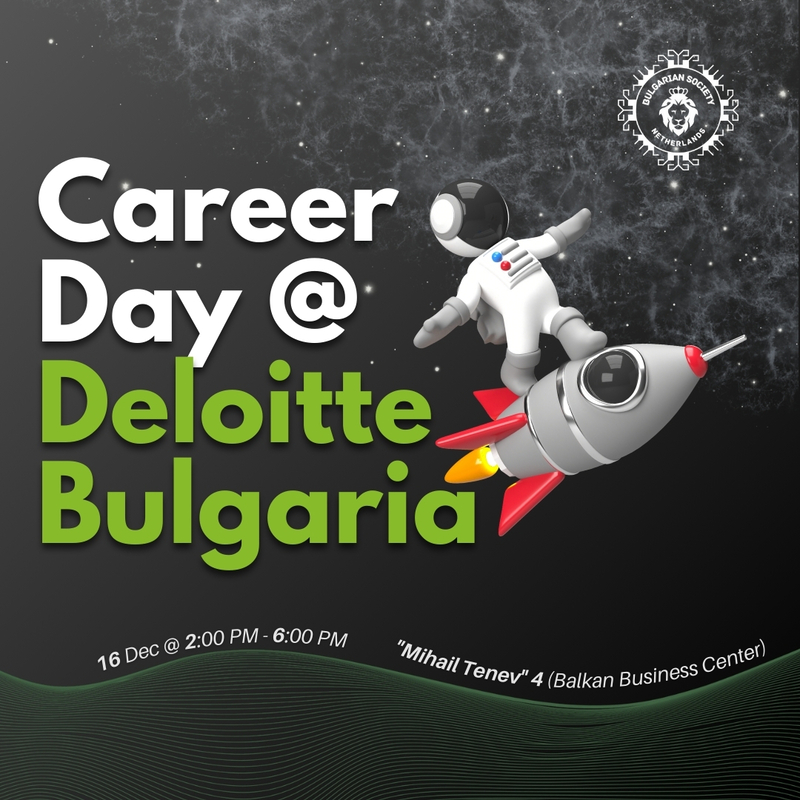 BULGARIAN SOCIETY
NETHERLANDS
Career
Day @
Deloitte
Bulgaria
16 Dec @ 2:00 PM - 6:00 PM
"Mihail Tenev" 4 (Balkan Business Center)